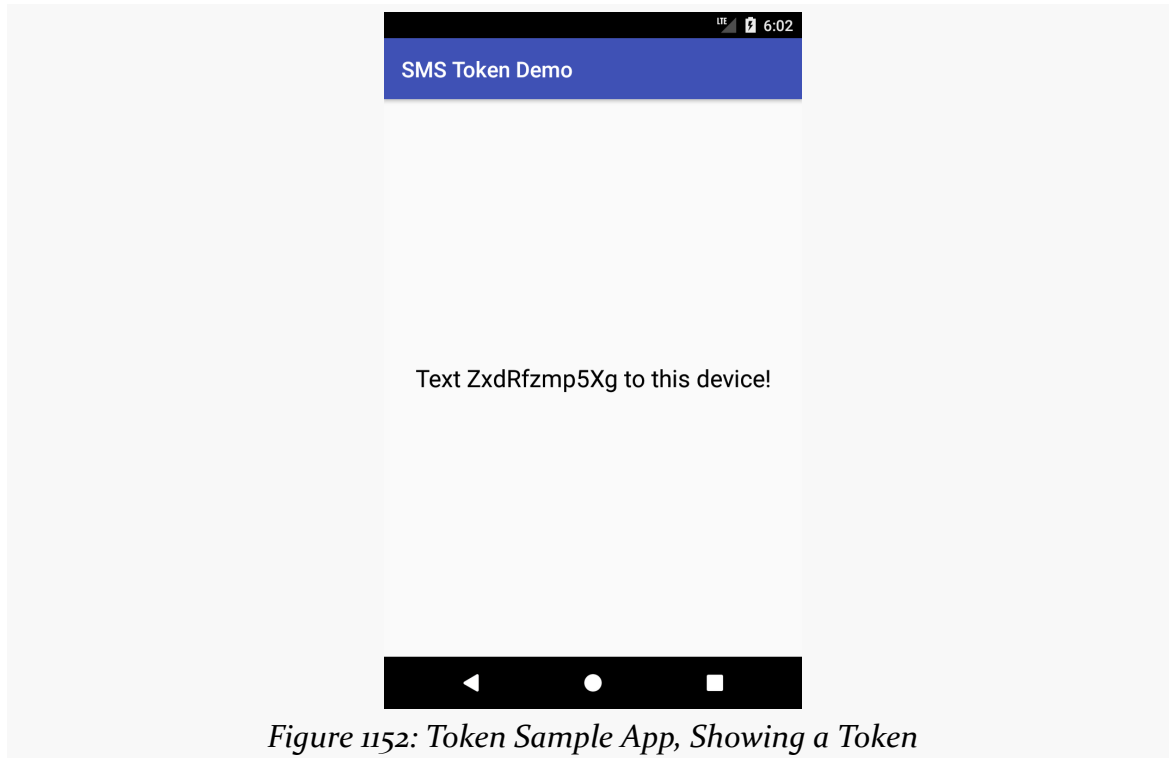 LTE 6:02
SMS Token Demo
Text ZxdRfzmp5Xg to this device!
Figure 1152: Token Sample App, Showing a Token